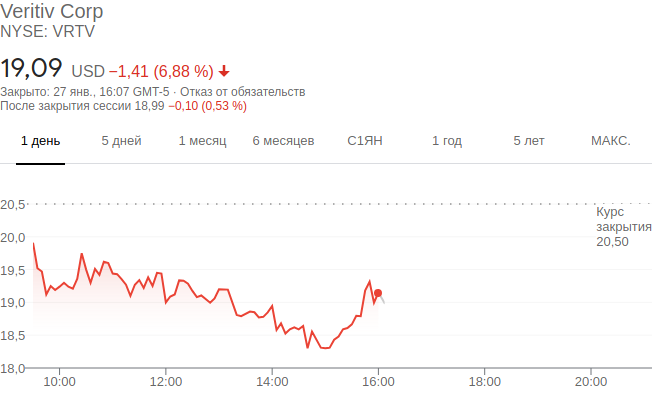 Veritiv Corp
NYSE: VRTV
19,09 USD −1,41 (6,88 %)
Закрыто: 27 янв., 16:07 GMT-5 · Отказ от обязательств
После закрытия сессии 18,99 −0,10 (0,53 %)
1 день 5 дней 1 месяц 6 месяцев С1ЯН 1 год 5 лет МАКС.
20,5
Курс
закрытия
20,50
20,0
19,5
19,0
18,5
18,0
10:00 12:00 14:00 16:00 18:00 20:00